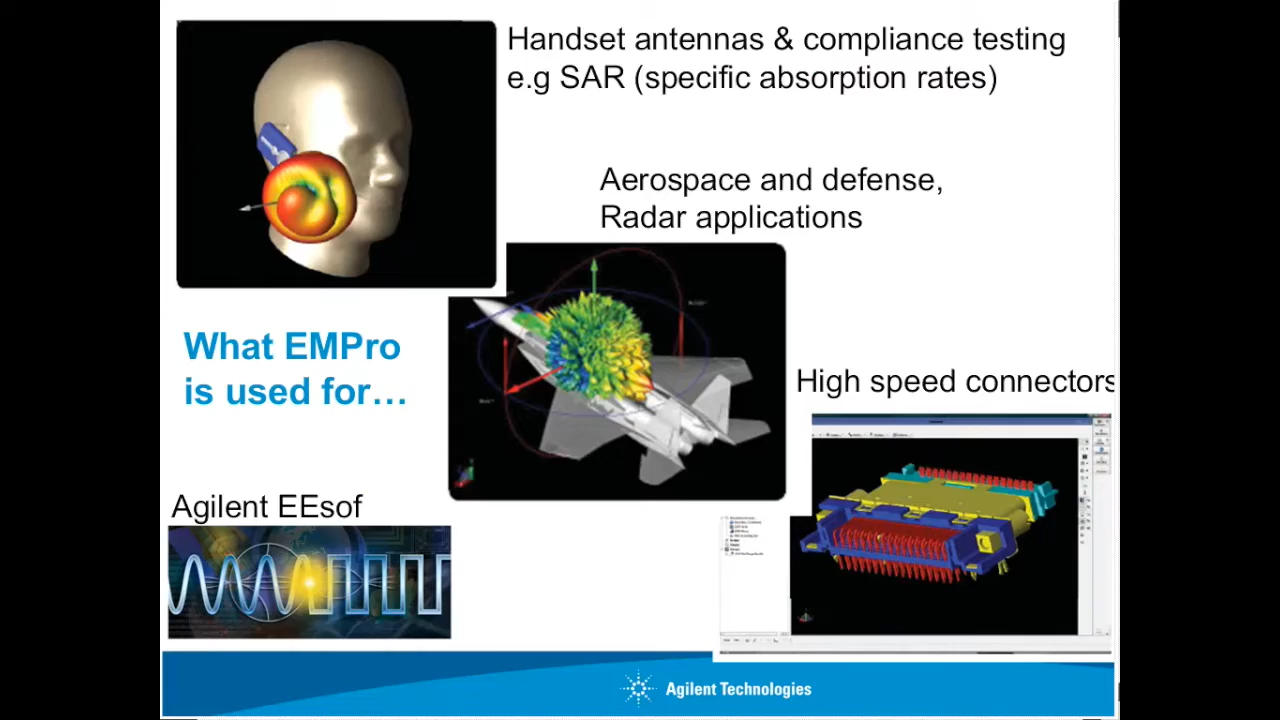 Handset antennas & compliance testing
e.g SAR (specific absorption rates)
Aerospace and defense,
Radar applications
What EMPro
is used for…
High speed connectors
Agilent EEsof
Agilent Technologies